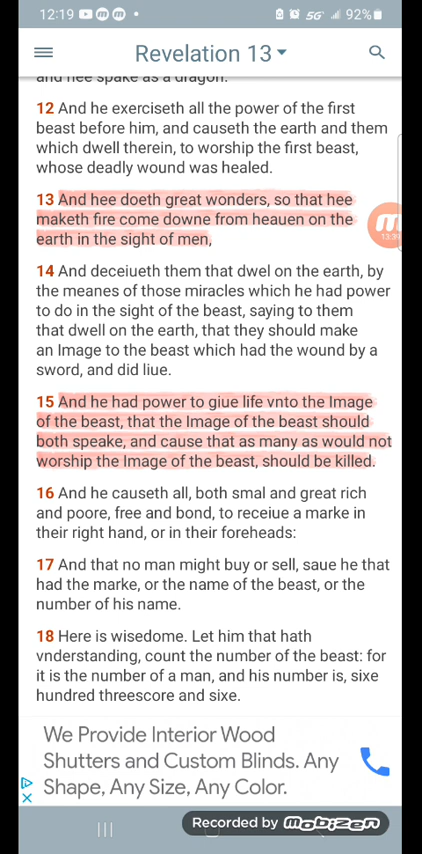 12:19 5G 92%
Revelation 13
and hee spake as a dragon.
12 And he exerciseth all the power of the first
beast before him, and causeth the earth and them
which dwell therein, to worship the first beast,
whose deadly wound was healed.
13 And hee doeth great wonders, so that hee
maketh fire come downe from heauen on the
earth in the sight of men,
m
13:39
14 And deceiueth them that dwel on the earth, by
the meanes of those miracles which he had power
to do in the sight of the beast, saying to them
that dwell on the earth, that they should make
an Image to the beast which had the wound by a
sword, and did liue.
15 And he had power to giue life vnto the Image
of the beast, that the Image of the beast should
both speake, and cause that as many as would not
worship the Image of the beast, should be killed.
16 And he causeth all, both smal and great rich
and poore, free and bond, to receiue a marke in
their right hand, or in their foreheads:
17 And that no man might buy or sell, saue he that
had the marke, or the name of the beast, or the
number of his name.
18 Here is wisedome. Let him that hath
vnderstanding, count the number of the beast: for
it is the number of a man, and his number is, sixe
hundred threescore and sixe.
We Provide Interior Wood
Shutters and Custom Blinds. Any
Shape, Any Size, Any Color.
Recorded by mobizen